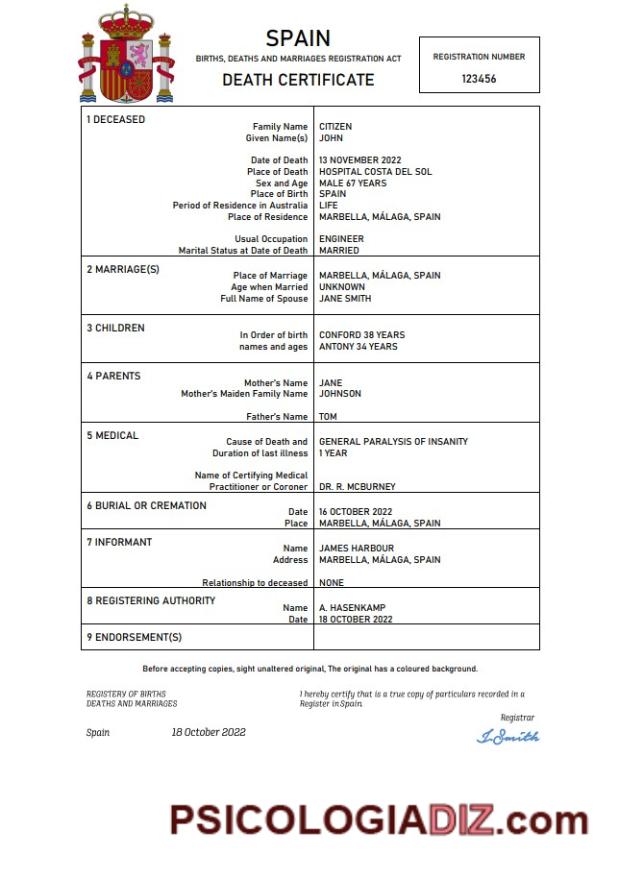 SPAIN
BIRTHS, DEATHS AND MARRIAGES REGISTRATION ACT
DEATH CERTIFICATE
REGISTRATION NUMBER
123456
1 DECEASED
Family Name CITIZEN
Given Name(s) JOHN
Date of Death 13 NOVEMBER 2022
Place of Death HOSPITAL COSTA DEL SOL
Sex and Age MALE 67 YEARS
Place of Birth SPAIN
Period of Residence in Australia LIFE
Place of Residence MARBELLA, MÁLAGA, SPAIN
Usual Occupation ENGINEER
Marital Status at Date of Death MARRIED
2 MARRIAGE(S)
Place of Marriage MARBELLA, MÁLAGA, SPAIN
Age when Married UNKNOWN
Full Name of Spouse JANE SMITH
3 CHILDREN
In Order of birth CONFORD 38 YEARS
names and ages ANTONY 34 YEARS
4 PARENTS
Mother's Name JANE
Mother's Maiden Family Name JOHNSON
Father's Name TOM
5 MEDICAL
Cause of Death and GENERAL PARALYSIS OF INSANITY
Duration of last illness 1 YEAR
Name of Certifying Medical
Practitioner or Coroner DR. R. MCBURNEY
6 BURIAL OR CREMATION
Date 16 OCTOBER 2022
Place MARBELLA, MÁLAGA, SPAIN
7 INFORMANT
Name JAMES HARBOUR
Address MARBELLA, MÁLAGA, SPAIN
Relationship to deceased NONE
8 REGISTERING AUTHORITY
Name A. HASENKAMP
Date 18 OCTOBER 2022
9 ENDORSEMENT(S)
Before accepting copies, sight unaltered original, The original has a coloured background.
REGISTERY OF BIRTHS
DEATHS AND MARRIAGES
I hereby certify that is a true copy of particulars recorded in a
Register in Spain.
Registrar
Spain 18 October 2022
J. Smith
PSICOLOGIADIZ.com